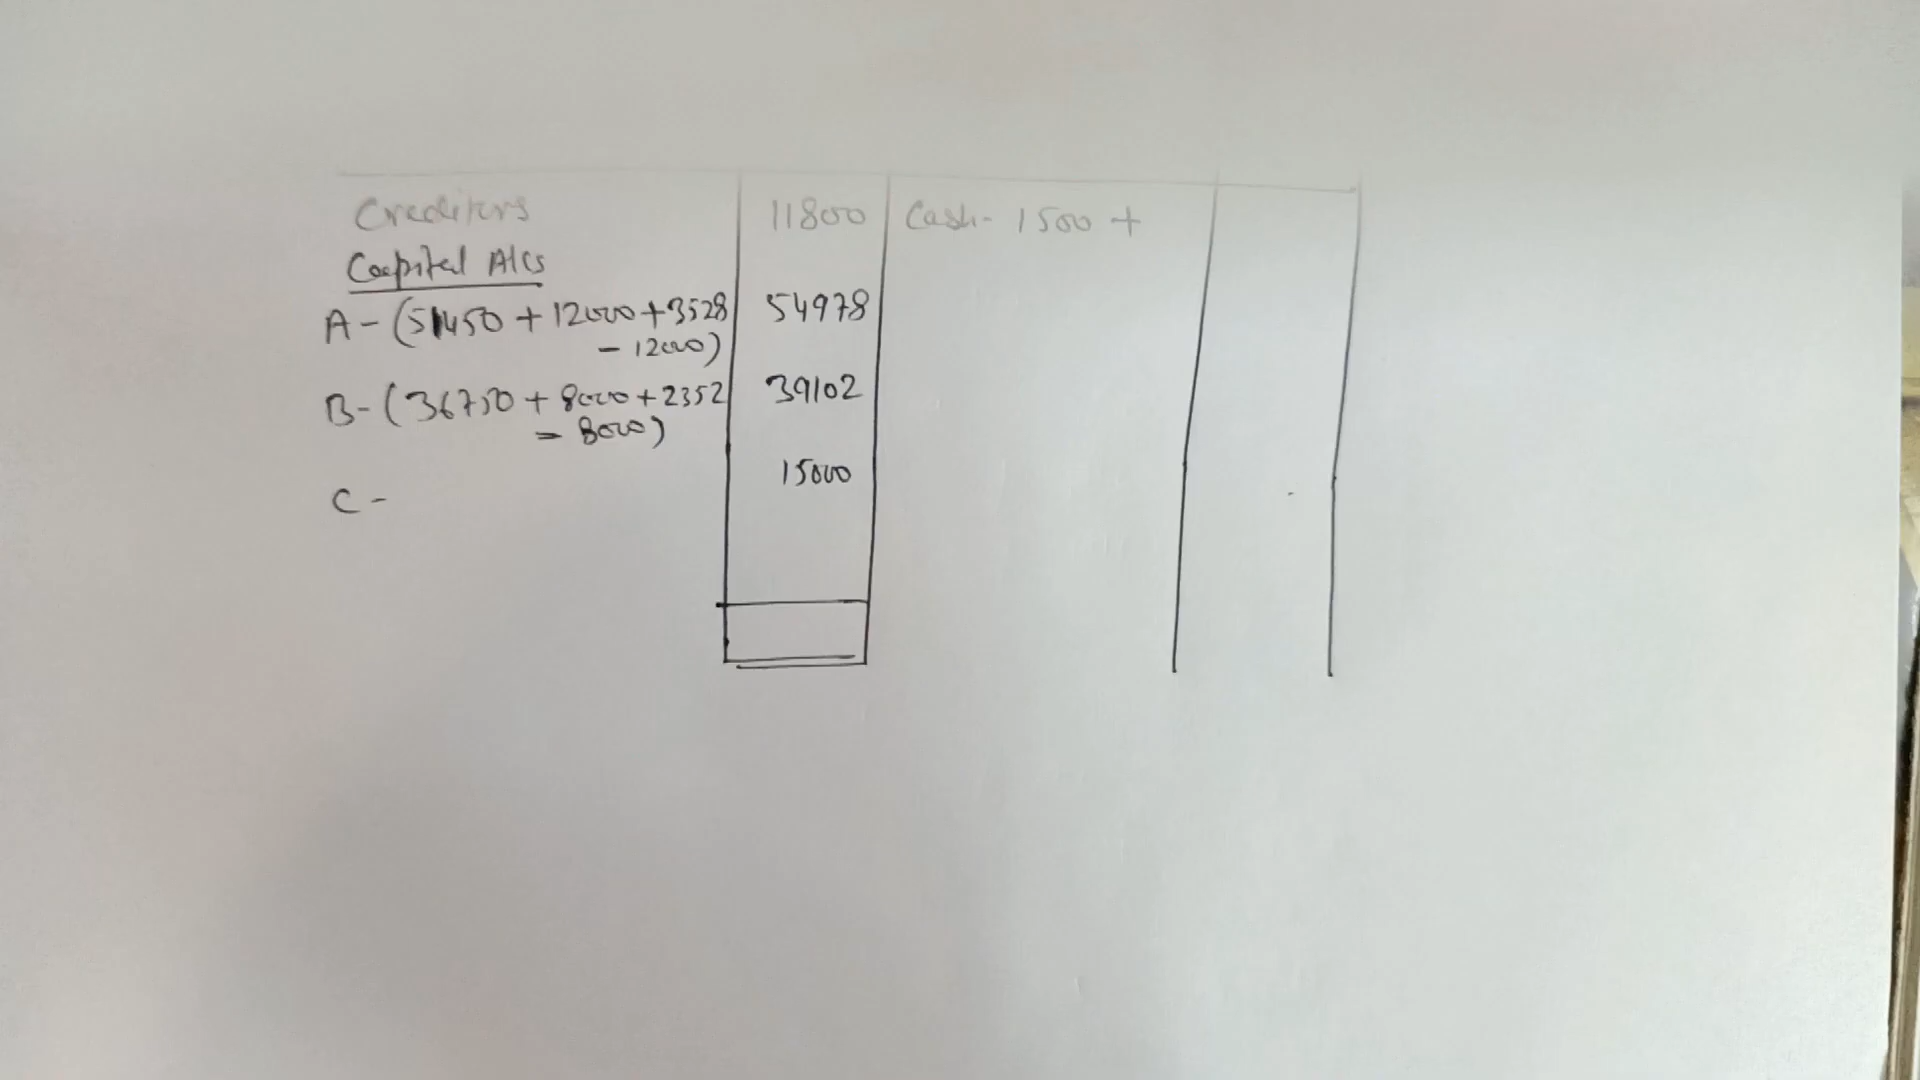 Creditors 11800 Cash- 1500 +
Capital A/cs
A - (51450 + 12000 + 3528 54978
- 12000)
B - (36750 + 8000 + 2352 39102
- 8000)
C - 15000